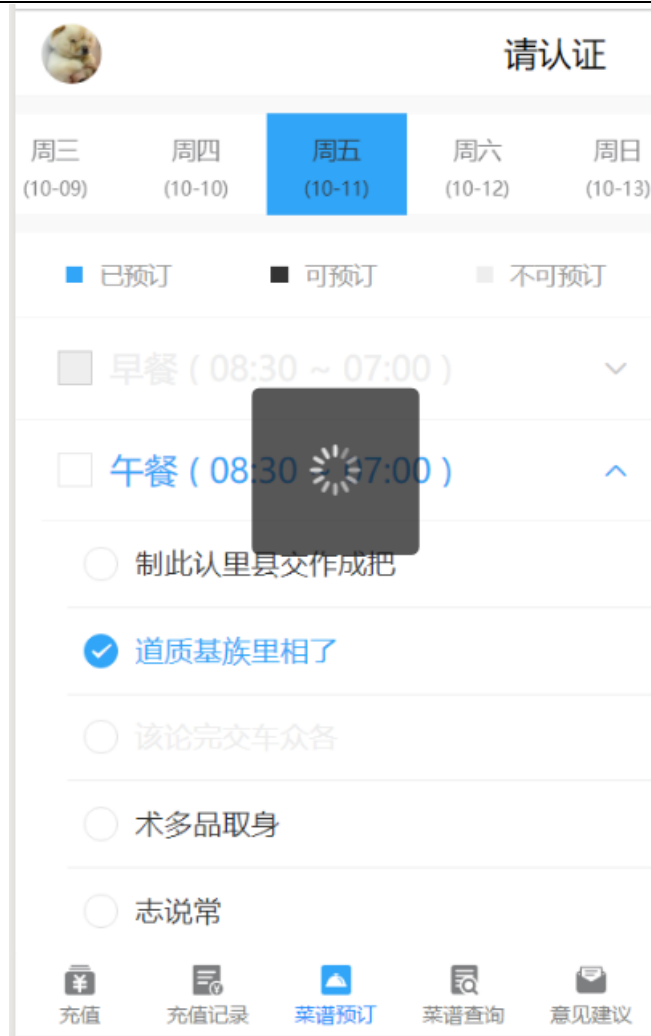 请认证
周三 周四 周五 周六 周日
(10-09) (10-10) (10-11) (10-12) (10-13)
已预订 可预订 不可预订
早餐 ( 08:30 ~ 07:00 )
午餐 ( 08:30 ~ 07:00 )
制此认里县交作成把
道质基族里相了
该论完交车众各
术多品取身
志说常
充值 充值记录 菜谱预订 菜谱查询 意见建议